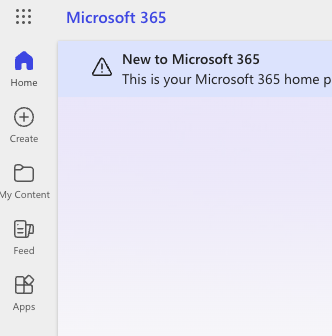 Microsoft 365
New to Microsoft 365
This is your Microsoft 365 home p
Home
Create
My Content
Feed
Apps